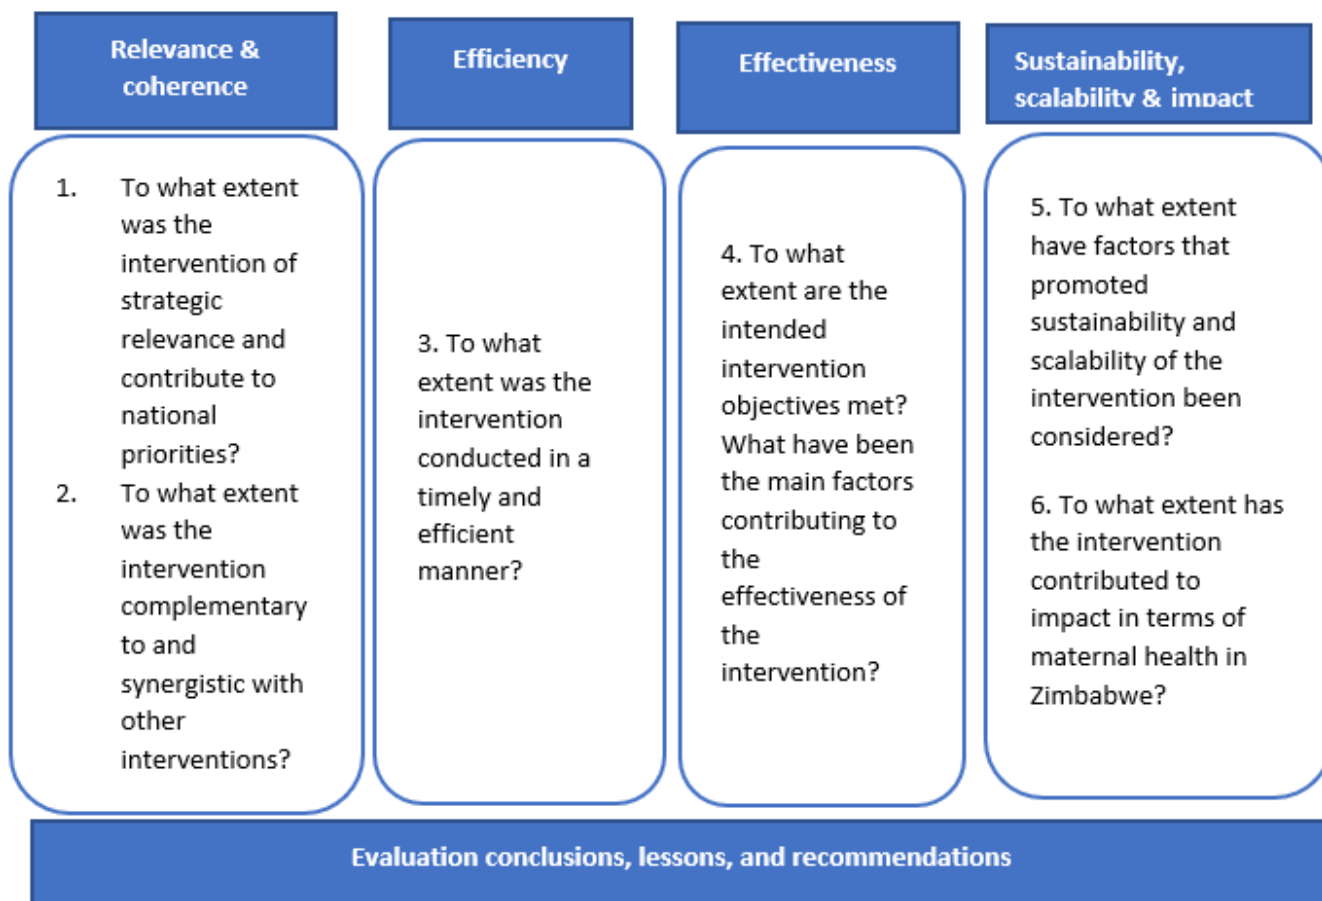 Relevance &
coherence
1. To what extent
was the
intervention of
strategic
relevance and
contribute to
national
priorities?
2. To what extent
was the
intervention
complementary
to and
synergistic with
other
interventions?
Efficiency
3. To what
extent was the
intervention
conducted in a
timely and
efficient
manner?
Effectiveness
4. To what
extent are the
intended
intervention
objectives met?
What have been
the main factors
contributing to
the
effectiveness of
the
intervention?
Sustainability,
scalability & impact
5. To what extent
have factors that
promoted
sustainability and
scalability of the
intervention been
considered?
6. To what extent has
the intervention
contributed to
impact in terms of
maternal health in
Zimbabwe?
Evaluation conclusions, lessons, and recommendations